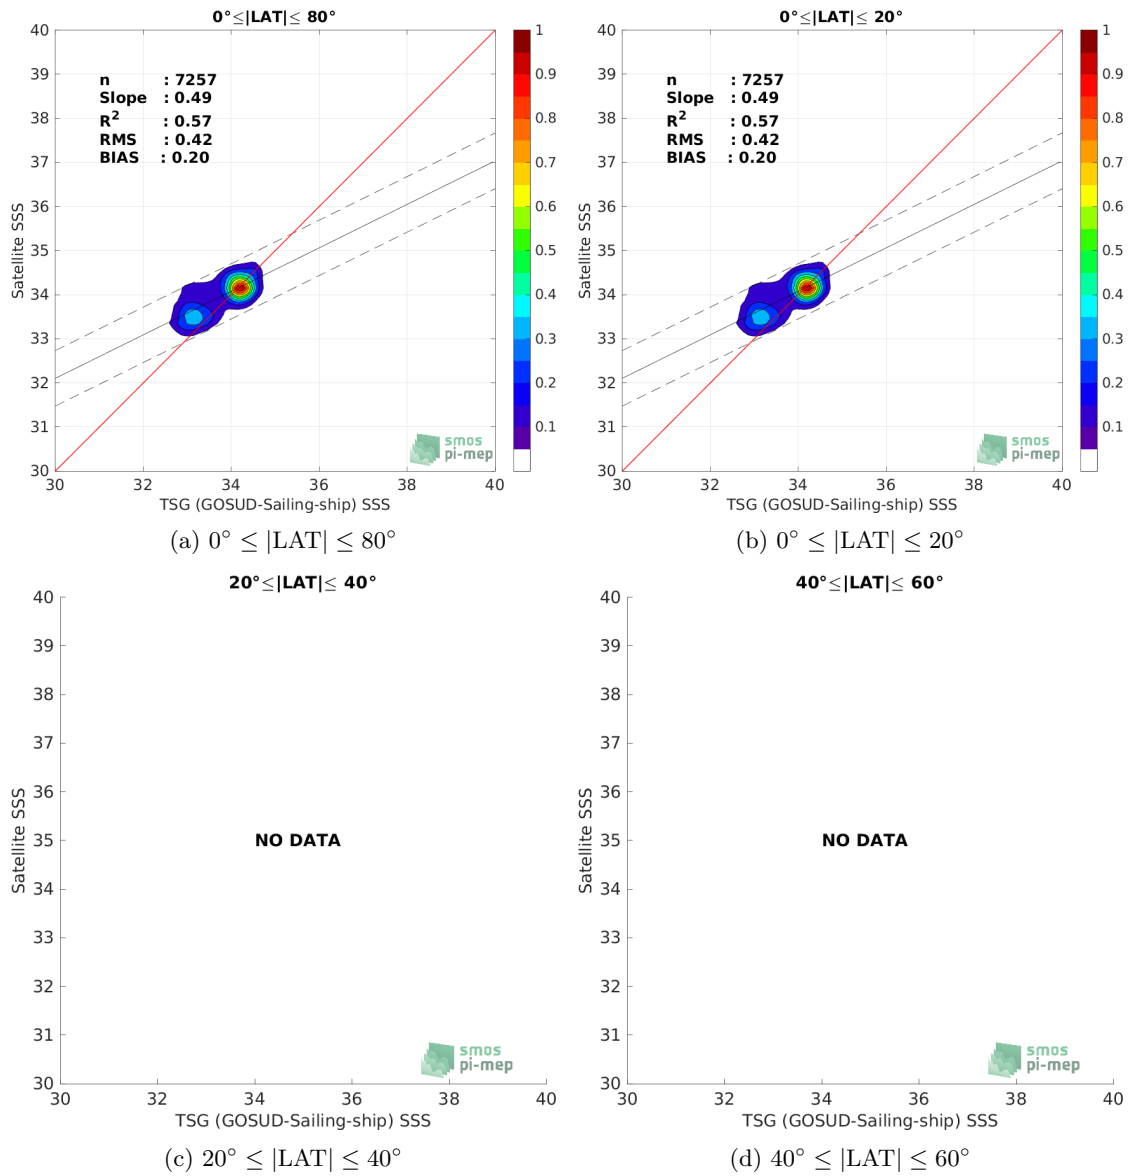 0°≤|LAT|≤ 80°
n : 7257
Slope : 0.49
R² : 0.57
RMS : 0.42
BIAS : 0.20
Satellite SSS
40
39
38
37
36
35
34
33
32
31
30
30 32 34 36 38 40
TSG (GOSUD-Sailing-ship) SSS
1
0.9
0.8
0.7
0.6
0.5
0.4
0.3
0.2
0.1
smos
pi-mep
(a) 0° ≤ |LAT| ≤ 80°
0°≤|LAT|≤ 20°
n : 7257
Slope : 0.49
R² : 0.57
RMS : 0.42
BIAS : 0.20
Satellite SSS
40
39
38
37
36
35
34
33
32
31
30
30 32 34 36 38 40
TSG (GOSUD-Sailing-ship) SSS
1
0.9
0.8
0.7
0.6
0.5
0.4
0.3
0.2
0.1
smos
pi-mep
(b) 0° ≤ |LAT| ≤ 20°
20°≤|LAT|≤ 40°
Satellite SSS
40
39
38
37
36
35
34
33
32
31
30
NO DATA
30 32 34 36 38 40
TSG (GOSUD-Sailing-ship) SSS
smos
pi-mep
(c) 20° ≤ |LAT| ≤ 40°
40°≤|LAT|≤ 60°
Satellite SSS
40
39
38
37
36
35
34
33
32
31
30
NO DATA
30 32 34 36 38 40
TSG (GOSUD-Sailing-ship) SSS
smos
pi-mep
(d) 40° ≤ |LAT| ≤ 60°